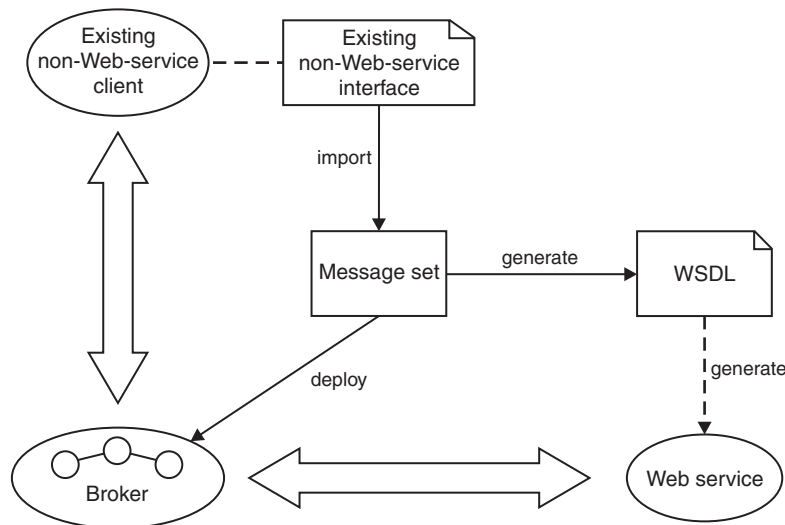 Existing
non-Web-service
client
Existing
non-Web-service
interface
import
Message set
generate
WSDL
deploy
generate
Broker
Web service